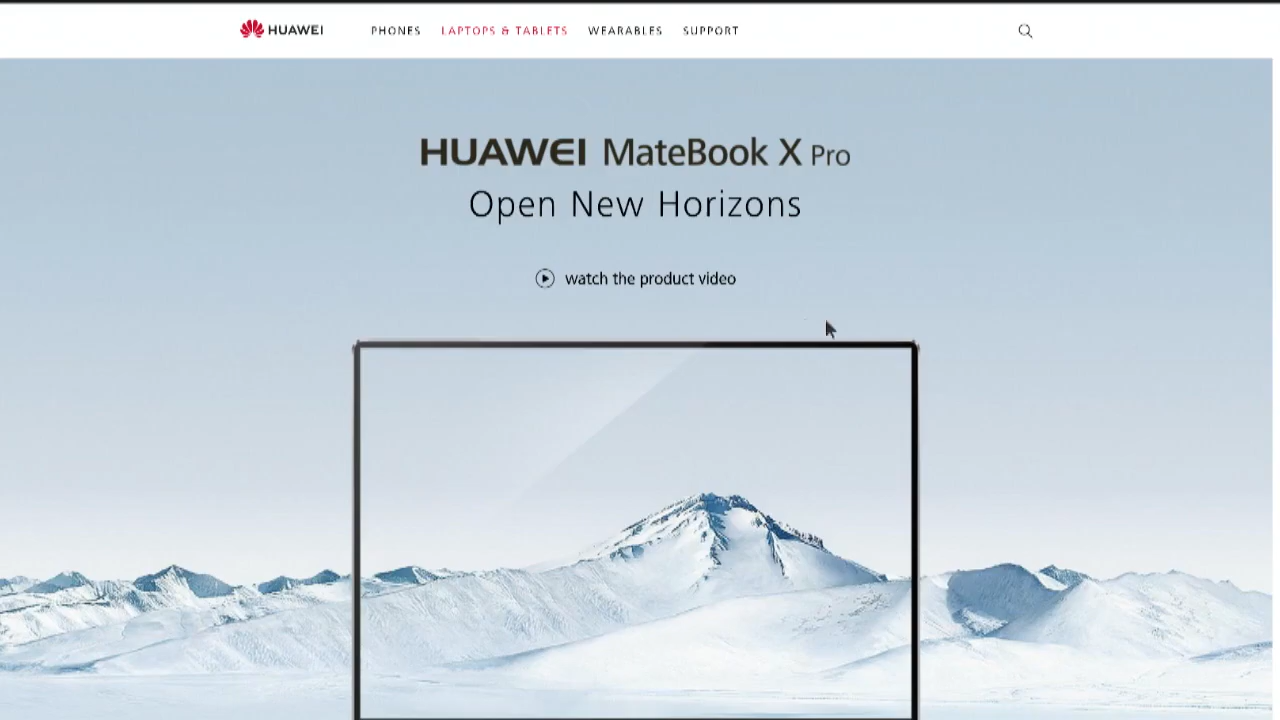 HUAWEI PHONES LAPTOPS & TABLETS WEARABLES SUPPORT
HUAWEI MateBook X Pro
Open New Horizons
watch the product video